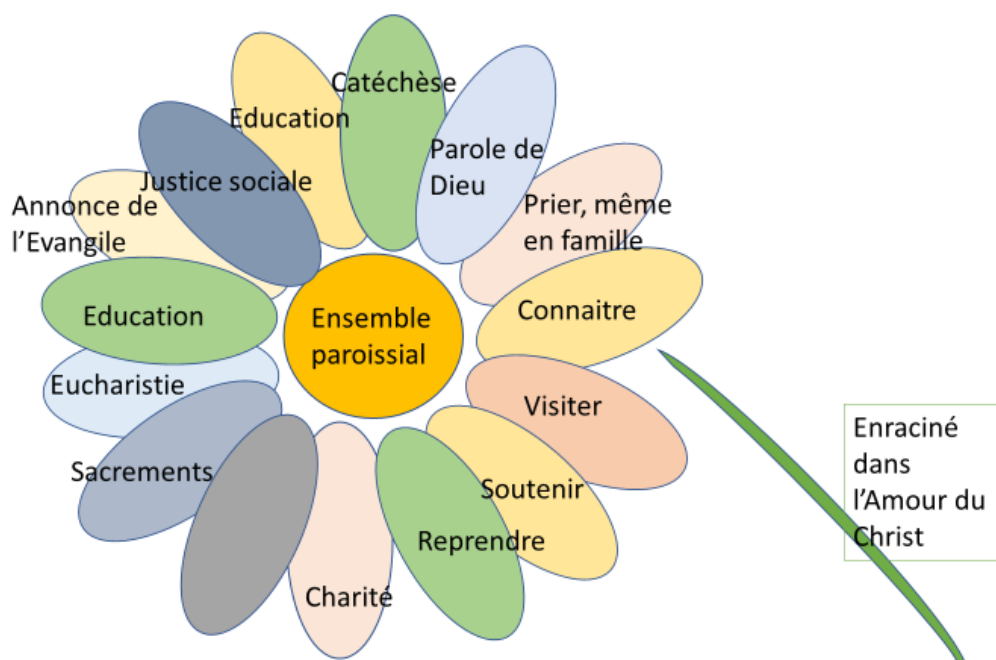 Catéchèse
Education
Parole de
Dieu
Justice sociale
Prier, même
en famille
Annonce de
l’Evangile
Education
Ensemble
paroissial
Connaitre
Eucharistie
Visiter
Sacrements
Soutenir
Reprendre
Charité
Enraciné
dans
l’Amour du
Christ